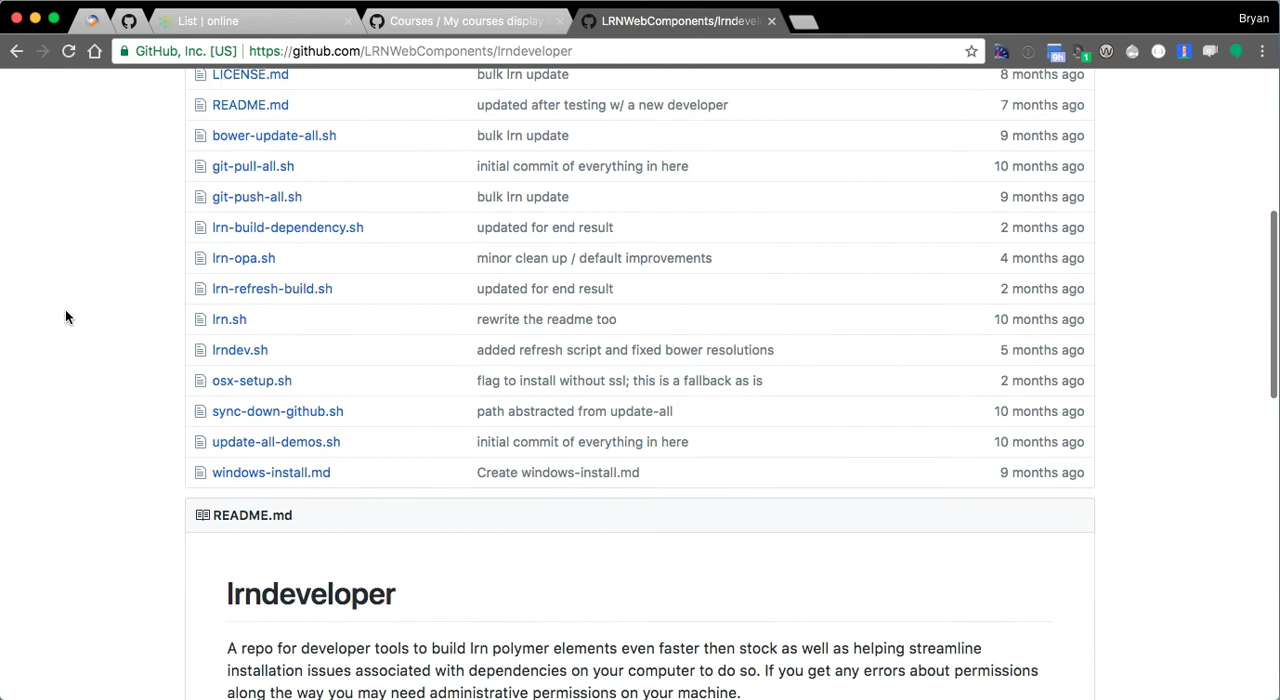 List | online
Courses / My courses display
LRNWebComponents/lrndevel
Bryan
GitHub, Inc. [US] | https://github.com/LRNWebComponents/lrndeveloper
9h
1
LICENSE.md bulk lrn update 8 months ago
README.md updated after testing w/ a new developer 7 months ago
bower-update-all.sh bulk lrn update 9 months ago
git-pull-all.sh initial commit of everything in here 10 months ago
git-push-all.sh bulk lrn update 9 months ago
lrn-build-dependency.sh updated for end result 2 months ago
lrn-opa.sh minor clean up / default improvements 4 months ago
lrn-refresh-build.sh updated for end result 2 months ago
lrn.sh rewrite the readme too 10 months ago
lrndev.sh added refresh script and fixed bower resolutions 5 months ago
osx-setup.sh flag to install without ssl; this is a fallback as is 2 months ago
sync-down-github.sh path abstracted from update-all 10 months ago
update-all-demos.sh initial commit of everything in here 10 months ago
windows-install.md Create windows-install.md 9 months ago
README.md
lrndeveloper
A repo for developer tools to build lrn polymer elements even faster then stock as well as helping streamline
installation issues associated with dependencies on your computer to do so. If you get any errors about permissions
along the way you may need administrative permissions on your machine.